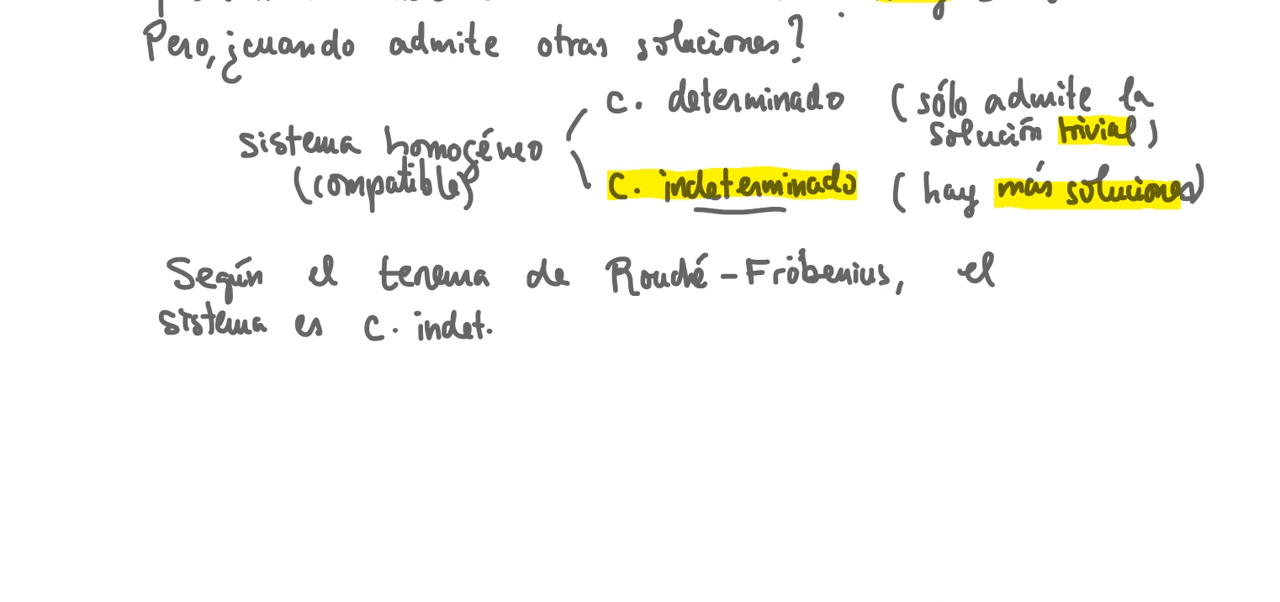 Pero, ¿cuando admite otras soluciones?
c. determinado (sólo admite la
solución trivial)
sistema homogéneo
(compatible)
c. indeterminado (hay más soluciones)
Según el teorema de Rouché-Fröbenius, el
sistema es c. indet.